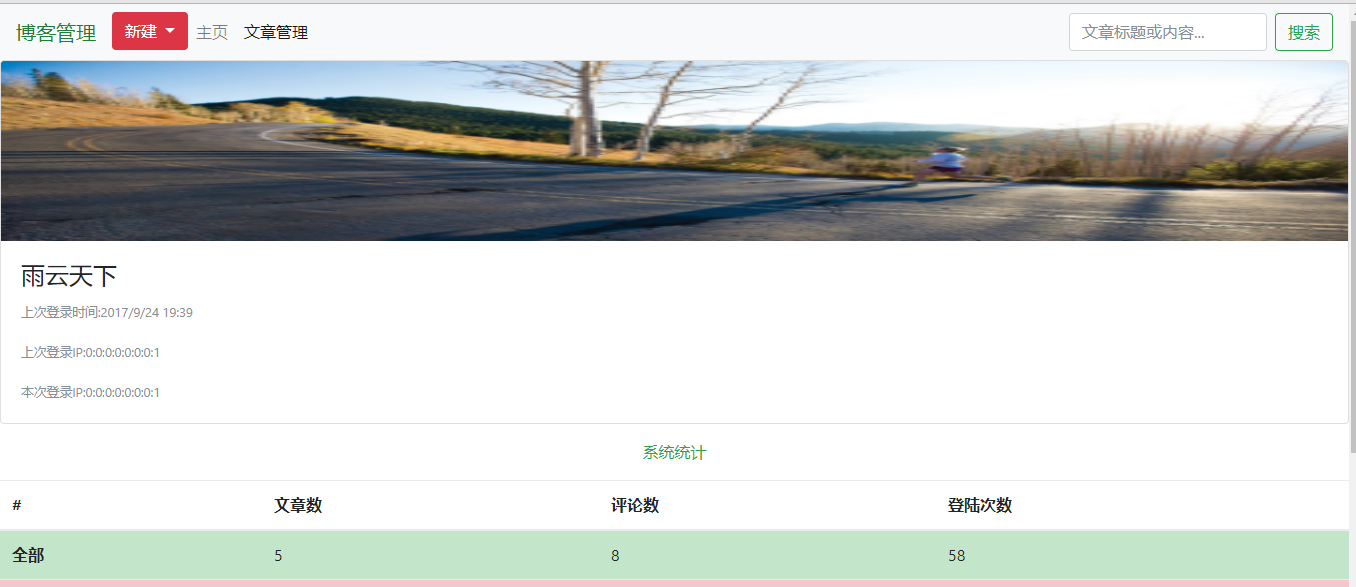 博客管理 新建 主页 文章管理 文章标题或内容... 搜索
雨云天下
上次登录时间:2017/9/24 19:39
上次登录IP:0:0:0:0:0:0:0:1
本次登录IP:0:0:0:0:0:0:0:1
系统统计
# 文章数 评论数 登陆次数
全部 5 8 58